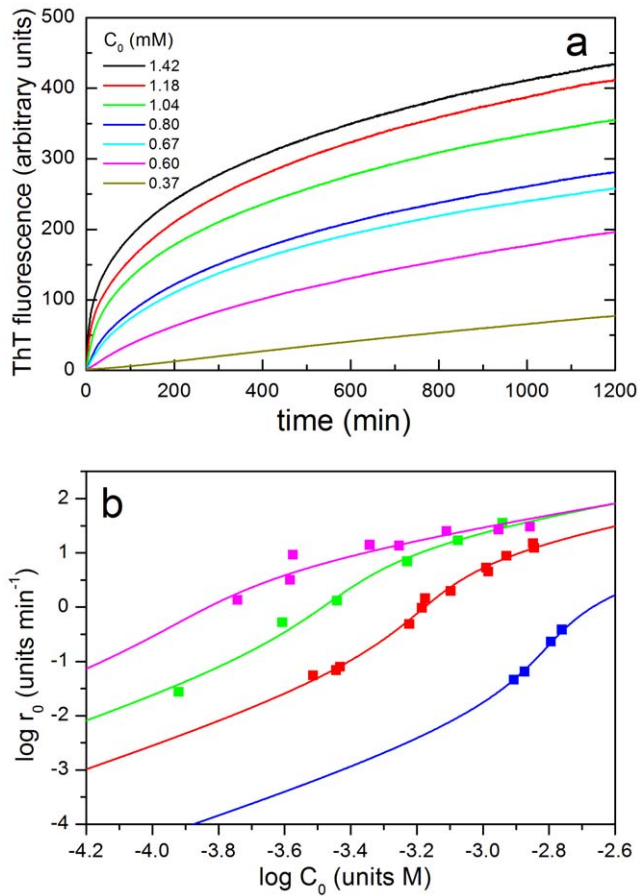 500
400
300
200
100
0
ThT fluorescence (arbitrary units)
a
C₀ (mM)
1.42
1.18
1.04
0.80
0.67
0.60
0.37
0 200 400 600 800 1000 1200
time (min)
b
2
1
0
-1
-2
-3
-4
log r₀ (units min⁻¹)
-4.2 -4.0 -3.8 -3.6 -3.4 -3.2 -3.0 -2.8 -2.6
log C₀ (units M)